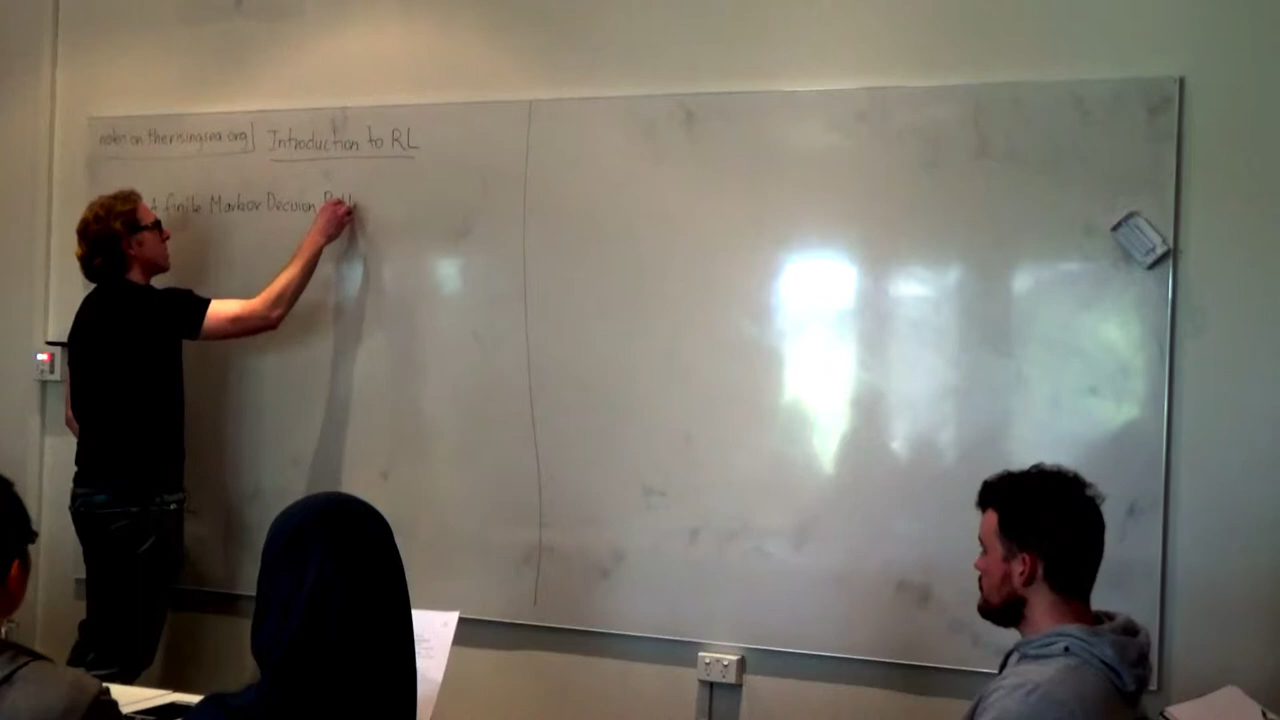 notes on therisingsea.org Introduction to RL
A finite Markov Decision